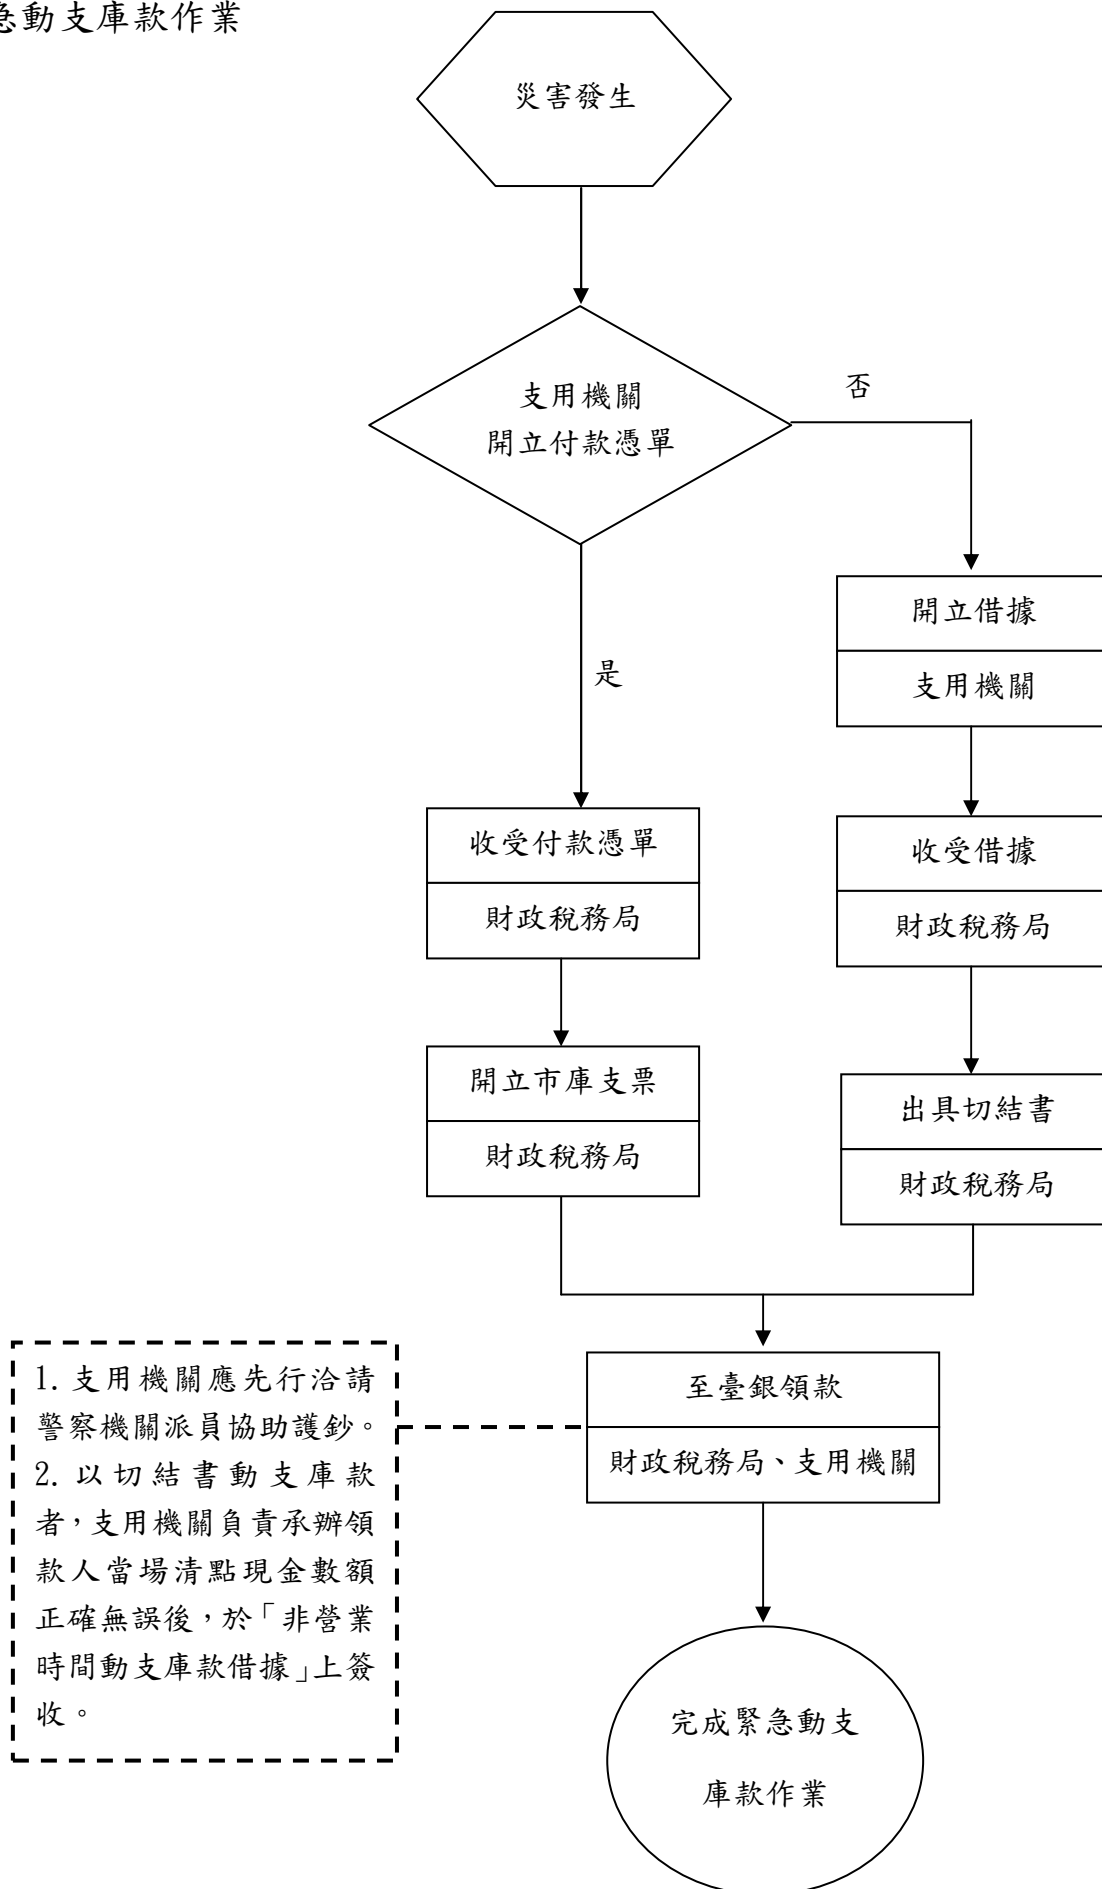 急動支庫款作業
災害發生
支用機關
開立付款憑單
否
是
開立借據
支用機關
收受付款憑單
財政稅務局
收受借據
財政稅務局
開立市庫支票
財政稅務局
出具切結書
財政稅務局
至臺銀領款
財政稅務局、支用機關
1. 支用機關應先行洽請
警察機關派員協助護鈔。
2. 以切結書動支庫款
者，支用機關負責承辦領
款人當場清點現金數額
正確無誤後，於「非營業
時間動支庫款借據」上簽
收。
完成緊急動支
庫款作業